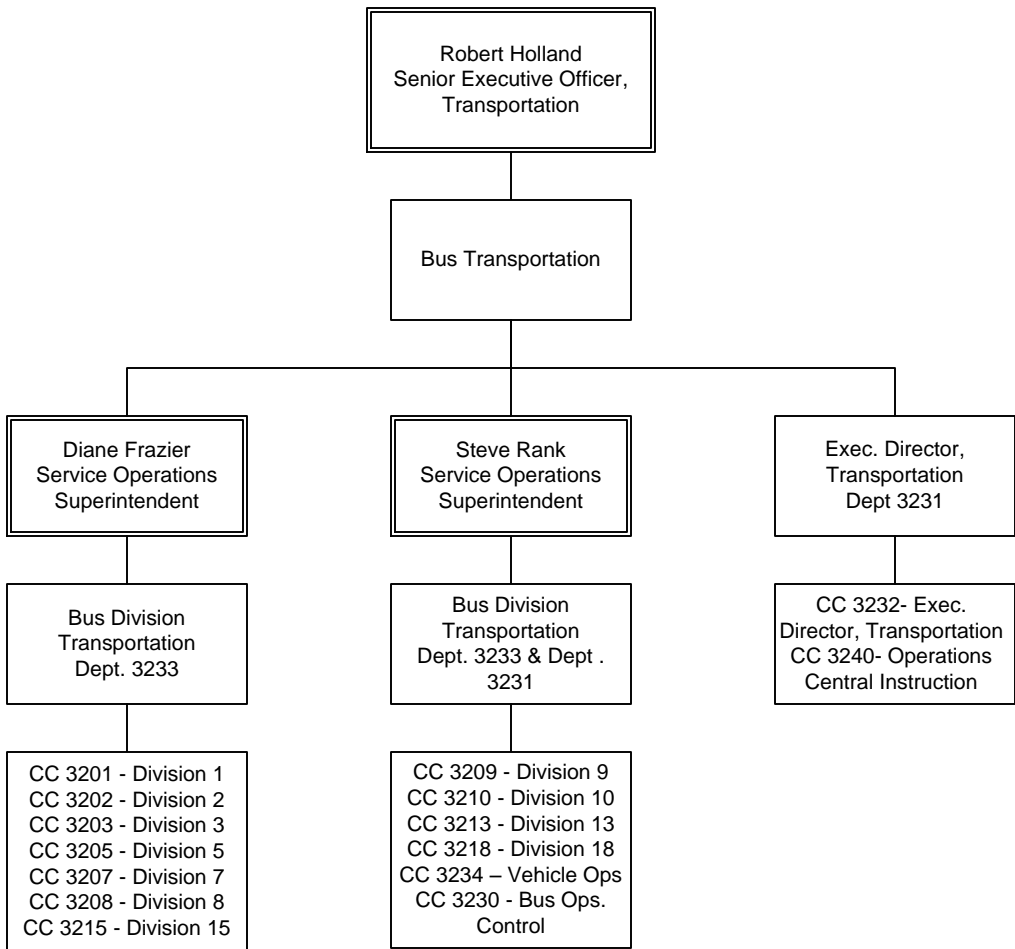 Robert Holland
Senior Executive Officer,
Transportation
Bus Transportation
Diane Frazier
Service Operations
Superintendent
Steve Rank
Service Operations
Superintendent
Exec. Director,
Transportation
Dept 3231
Bus Division
Transportation
Dept. 3233
Bus Division
Transportation
Dept. 3233 & Dept .
3231
CC 3232- Exec.
Director, Transportation
CC 3240- Operations
Central Instruction
CC 3201 - Division 1
CC 3202 - Division 2
CC 3203 - Division 3
CC 3205 - Division 5
CC 3207 - Division 7
CC 3208 - Division 8
CC 3215 - Division 15
CC 3209 - Division 9
CC 3210 - Division 10
CC 3213 - Division 13
CC 3218 - Division 18
CC 3234 – Vehicle Ops
CC 3230 - Bus Ops.
Control